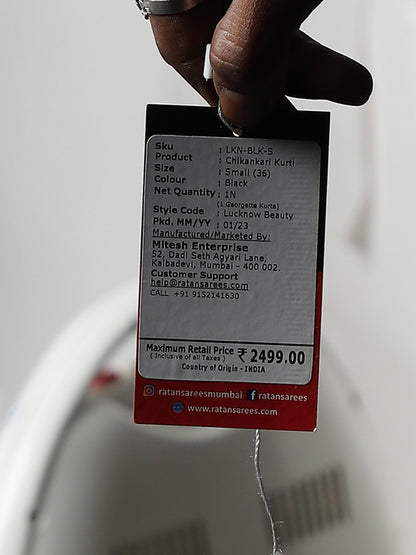 Sku : LKN-BLK-S
Product : Chikankari Kurti
Size : Small (36)
Colour : Black
Net Quantity : 1N
(1 Georgette Kurta)
Style Code : Lucknow Beauty
Pkd. MM/YY : 01/23
Manufactured/Marketed By:
Mitesh Enterprise
52, Dadi Seth Agyari Lane,
Kalbadevi, Mumbai - 400 002.
Customer Support
help@ratansarees.com
CALL +91 9152141630
Maximum Retail Price ₹ 2499.00
( Inclusive of all Taxes )
Country of Origin - INDIA
ratansareesmumbai ratansarees
www.ratansarees.com